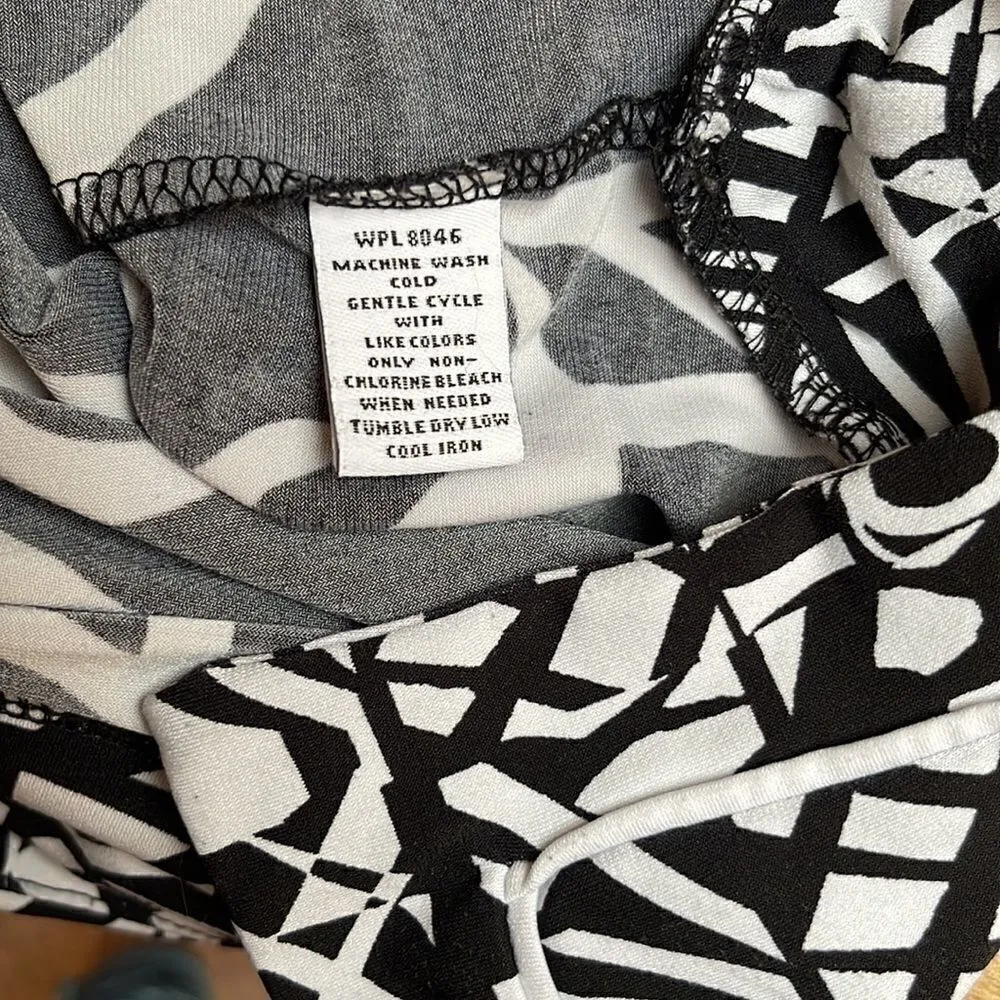 WPL 8046
MACHINE WASH
COLD
GENTLE CYCLE
WITH
LIKE COLORS
ONLY NON-
CHLORINE BLEACH
WHEN NEEDED
TUMBLE DRY LOW
COOL IRON